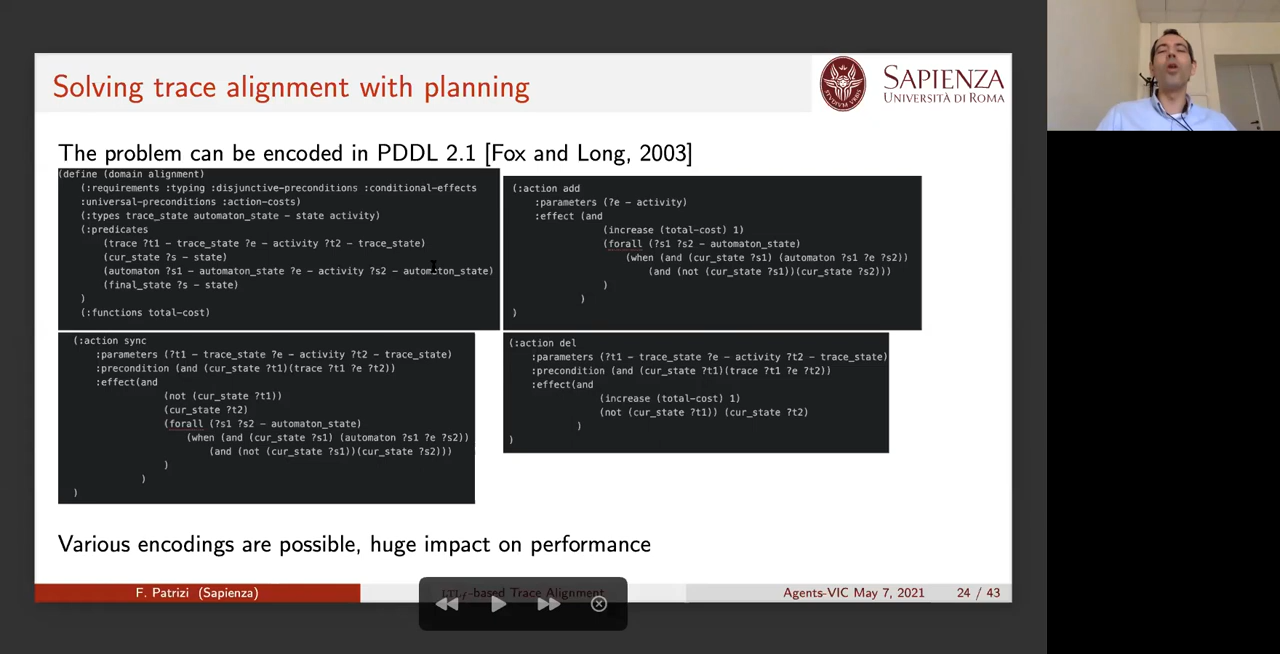 Solving trace alignment with planning
SAPIENZA
UNIVERSITÀ DI ROMA
The problem can be encoded in PDDL 2.1 [Fox and Long, 2003]
(define (domain alignment)
(:requirements :typing :disjunctive-preconditions :conditional-effects
:universal-preconditions :action-costs)
(:types trace_state automaton_state - state activity)
(:predicates
(trace ?t1 - trace_state ?e - activity ?t2 - trace_state)
(cur_state ?s - state)
(automaton ?s1 - automaton_state ?e - activity ?s2 - automaton_state)
(final_state ?s - state)
)
(:functions total-cost)
(:action add
:parameters (?e - activity)
:effect (and
(increase (total-cost) 1)
(forall (?s1 ?s2 - automaton_state)
(when (and (cur_state ?s1) (automaton ?s1 ?e ?s2))
(and (not (cur_state ?s1))(cur_state ?s2)))
)
)
)
(:action sync
:parameters (?t1 - trace_state ?e - activity ?t2 - trace_state)
:precondition (and (cur_state ?t1)(trace ?t1 ?e ?t2))
:effect(and
(not (cur_state ?t1))
(cur_state ?t2)
(forall (?s1 ?s2 - automaton_state)
(when (and (cur_state ?s1) (automaton ?s1 ?e ?s2))
(and (not (cur_state ?s1))(cur_state ?s2)))
)
)
)
(:action del
:parameters (?t1 - trace_state ?e - activity ?t2 - trace_state)
:precondition (and (cur_state ?t1)(trace ?t1 ?e ?t2))
:effect(and
(increase (total-cost) 1)
(not (cur_state ?t1)) (cur_state ?t2)
)
)
Various encodings are possible, huge impact on performance
F. Patrizi (Sapienza)
LTLf-based Trace Alignment
Agents-VIC May 7, 2021
24 / 43